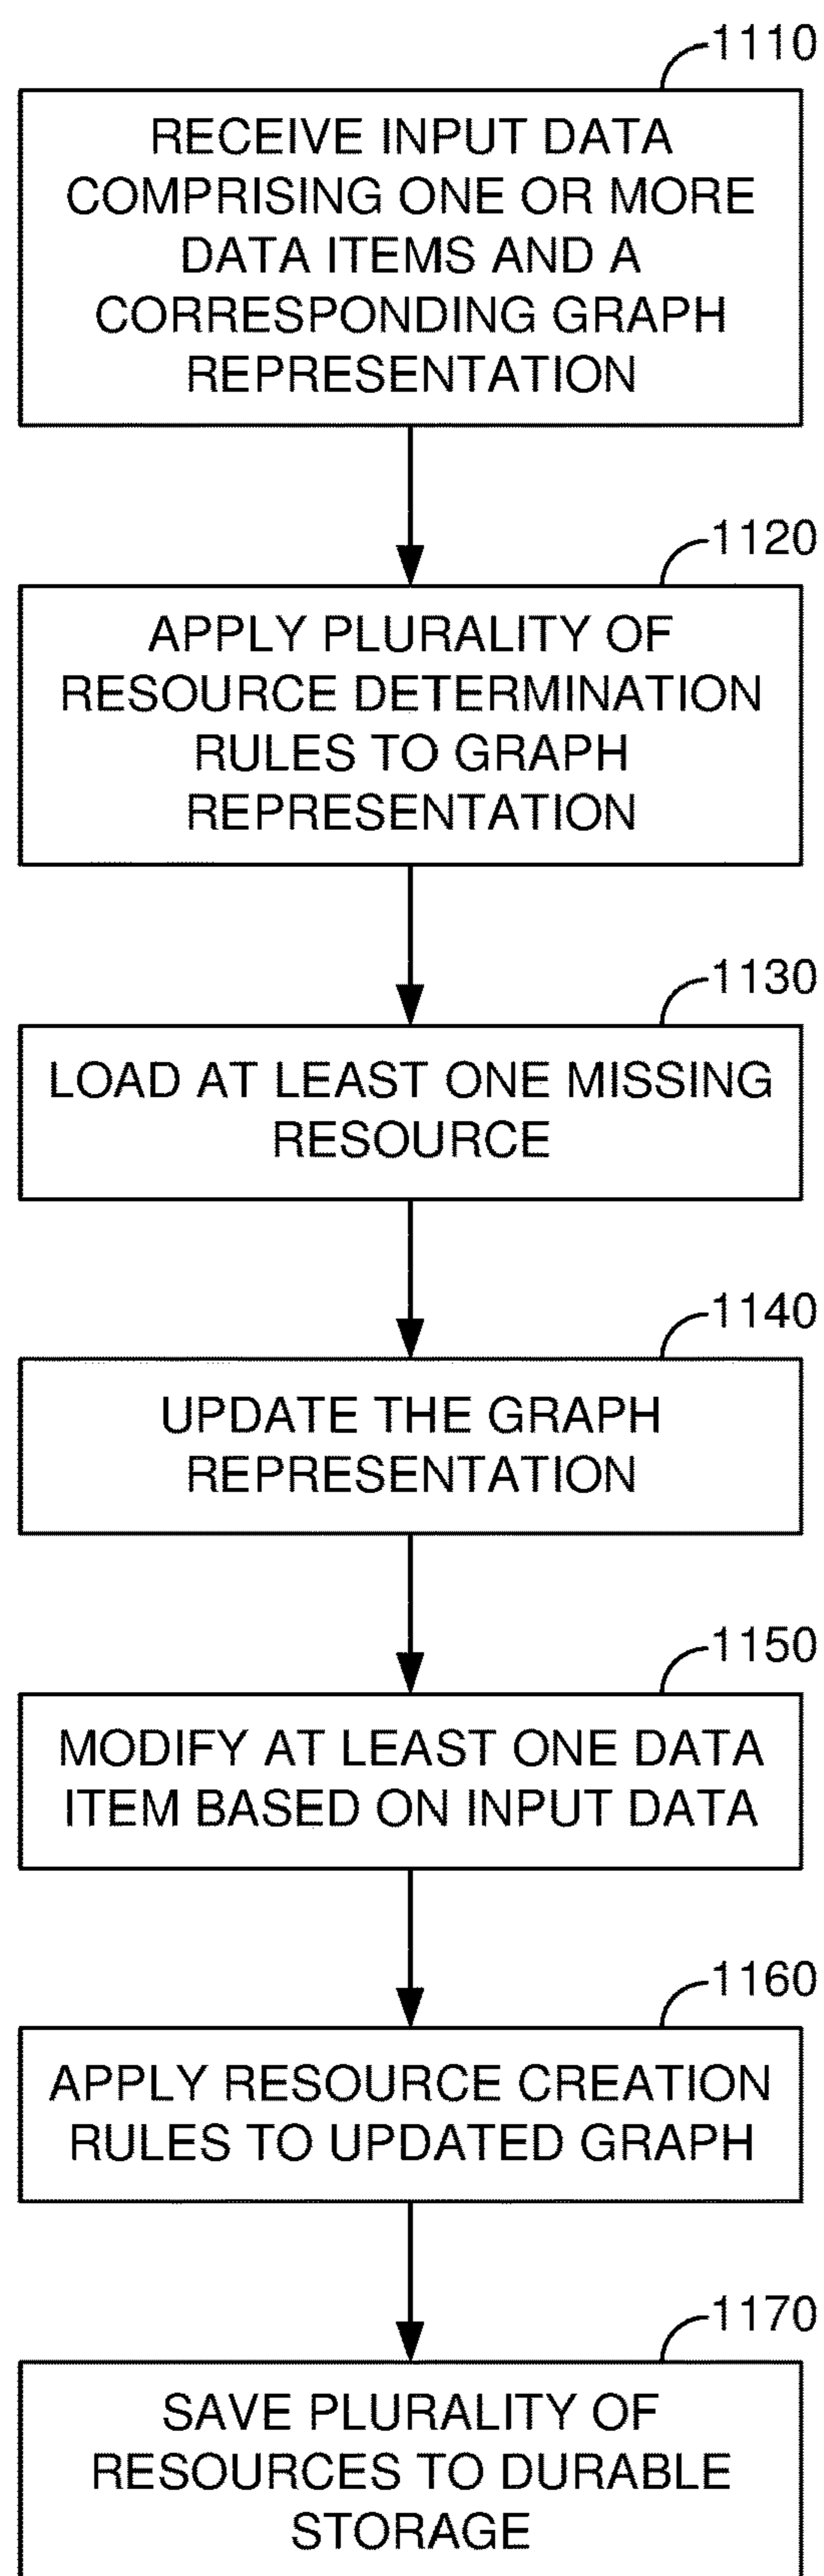 1110
RECEIVE INPUT DATA
COMPRISING ONE OR MORE
DATA ITEMS AND A
CORRESPONDING GRAPH
REPRESENTATION
1120
APPLY PLURALITY OF
RESOURCE DETERMINATION
RULES TO GRAPH
REPRESENTATION
1130
LOAD AT LEAST ONE MISSING
RESOURCE
1140
UPDATE THE GRAPH
REPRESENTATION
1150
MODIFY AT LEAST ONE DATA
ITEM BASED ON INPUT DATA
1160
APPLY RESOURCE CREATION
RULES TO UPDATED GRAPH
1170
SAVE PLURALITY OF
RESOURCES TO DURABLE
STORAGE